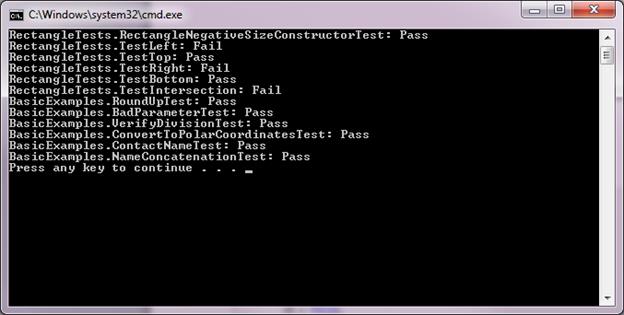 C:\Windows\system32\cmd.exe
RectangleTests.RectangleNegativeSizeConstructorTest: Pass
RectangleTests.TestLeft: Fail
RectangleTests.TestTop: Pass
RectangleTests.TestRight: Fail
RectangleTests.TestBottom: Pass
RectangleTests.TestIntersection: Fail
BasicExamples.RoundUpTest: Pass
BasicExamples.BadParameterTest: Pass
BasicExamples.VerifyDivisionTest: Pass
BasicExamples.ConvertToPolarCoordinatesTest: Pass
BasicExamples.ContactNameTest: Pass
BasicExamples.NameConcatenationTest: Pass
Press any key to continue . . . _